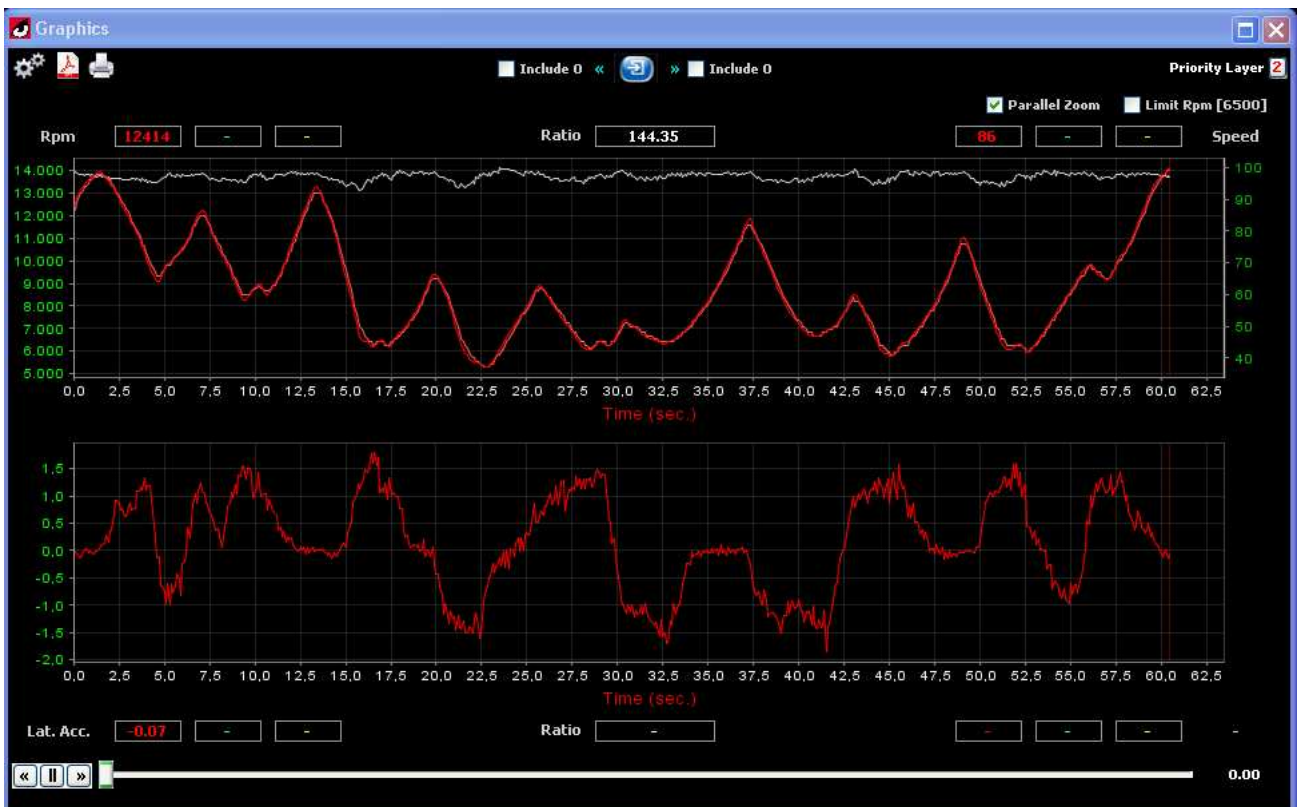 Graphics
Include 0 « » Include 0 Priority Layer 2
Parallel Zoom Limit Rpm [6500]
Rpm 12414 - - Ratio 144.35 86 - - Speed
14.000 100
13.000 90
12.000
11.000 80
10.000 70
9.000
8.000 60
7.000 50
6.000 40
5.000
0,0 2,5 5,0 7,5 10,0 12,5 15,0 17,5 20,0 22,5 25,0 27,5 30,0 32,5 35,0 37,5 40,0 42,5 45,0 47,5 50,0 52,5 55,0 57,5 60,0 62,5
Time (sec.)
1,5
1,0
0,5
0,0
-0,5
-1,0
-1,5
-2,0
0,0 2,5 5,0 7,5 10,0 12,5 15,0 17,5 20,0 22,5 25,0 27,5 30,0 32,5 35,0 37,5 40,0 42,5 45,0 47,5 50,0 52,5 55,0 57,5 60,0 62,5
Time (sec.)
Lat. Acc. -0.07 - - Ratio - - - - -
« II » 0.00